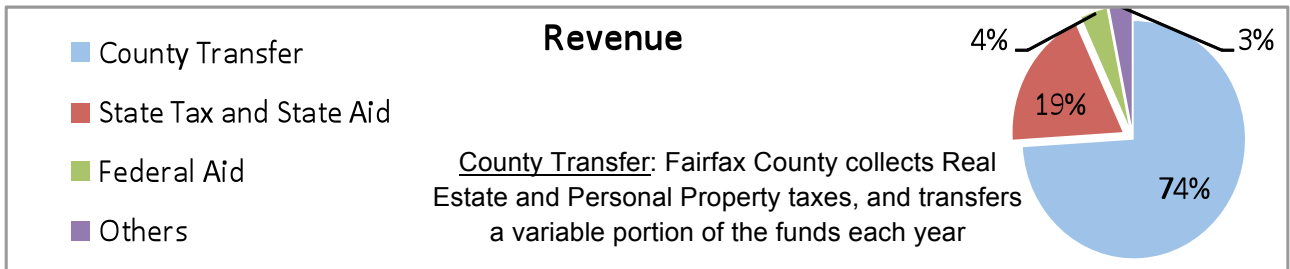 Revenue
County Transfer
State Tax and State Aid
Federal Aid
Others
County Transfer: Fairfax County collects Real
Estate and Personal Property taxes, and transfers
a variable portion of the funds each year
4%
3%
19%
74%